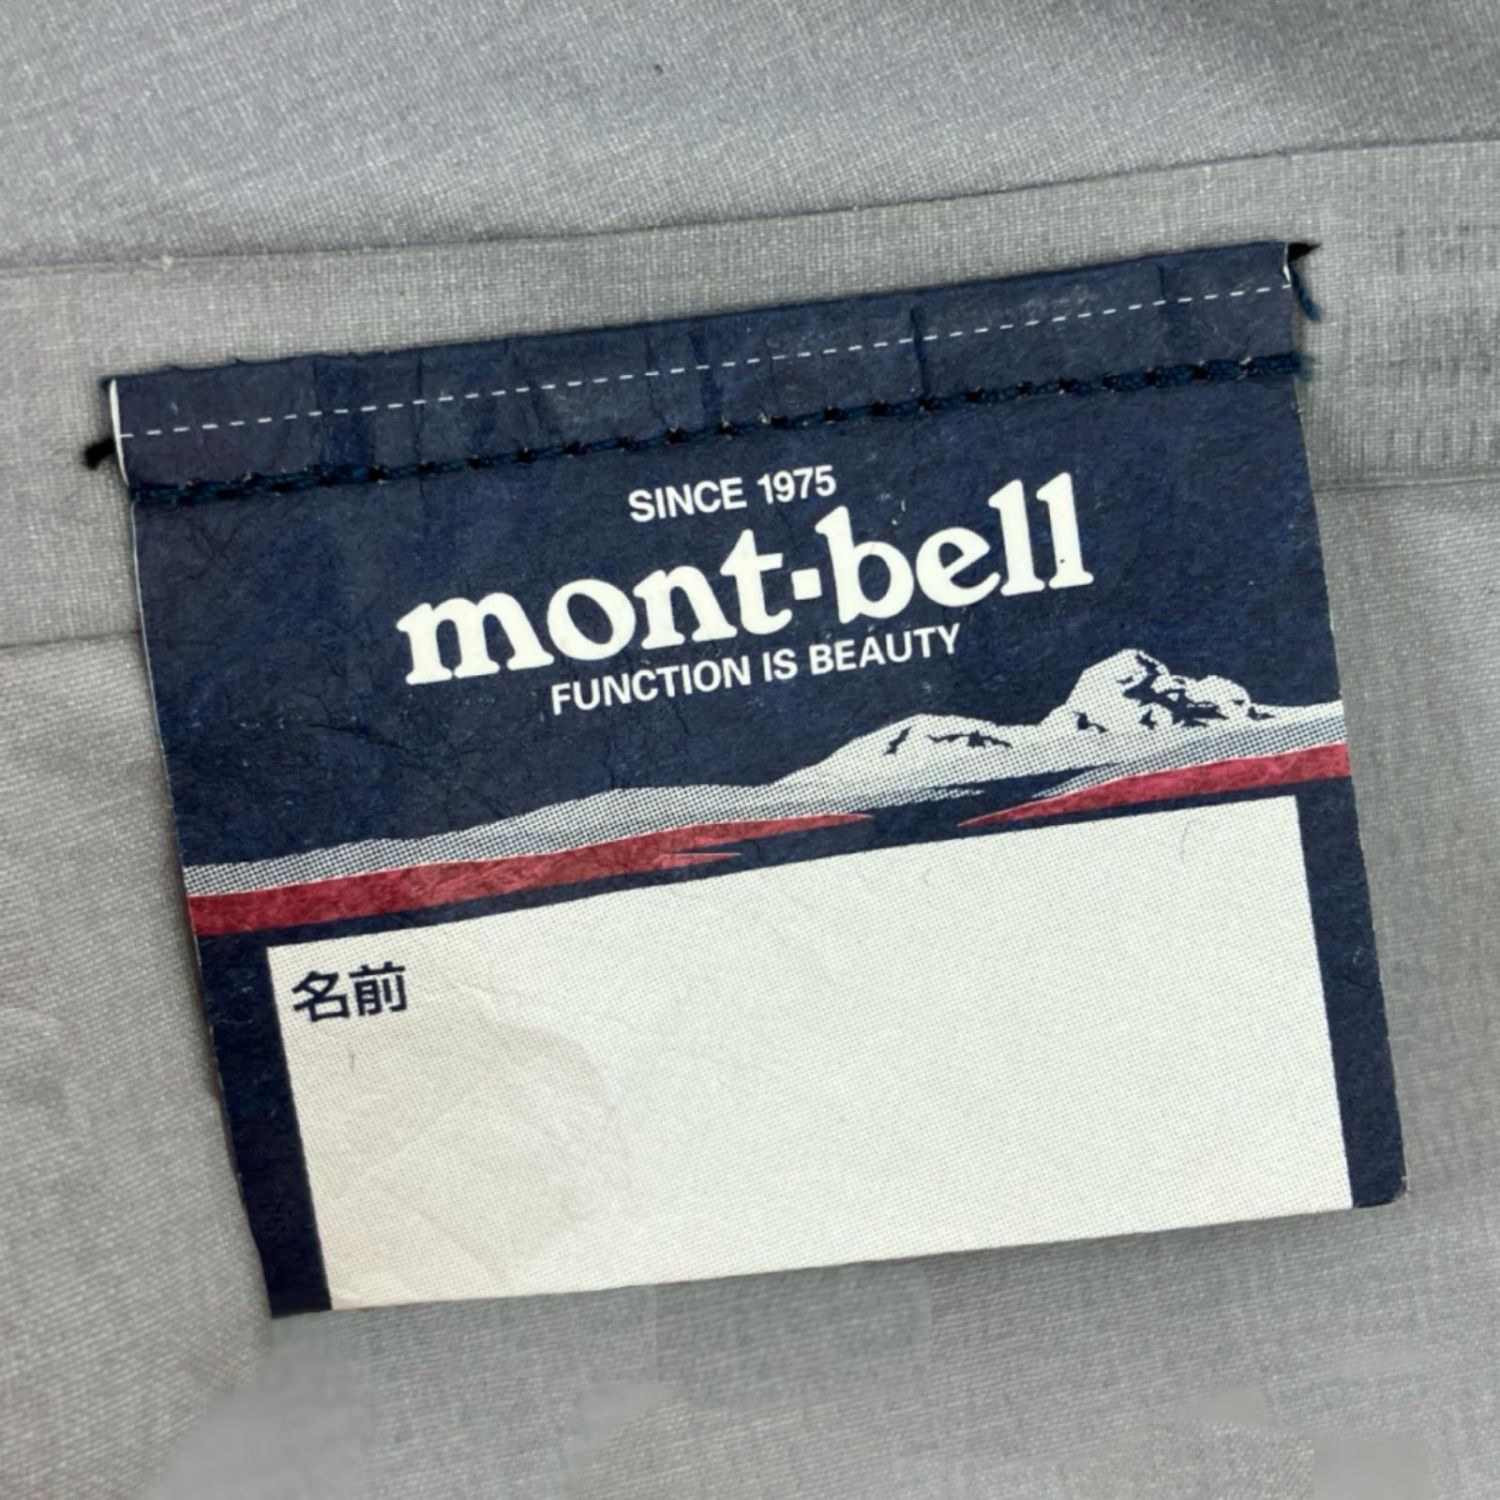 SINCE 1975
mont-bell
FUNCTION IS BEAUTY
名前